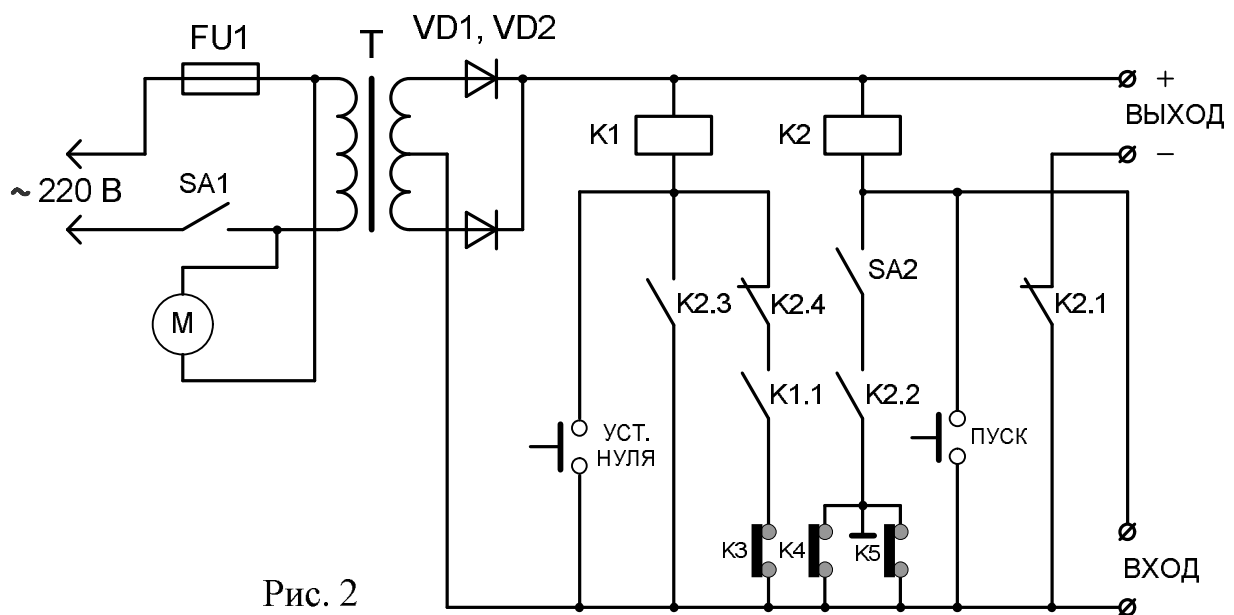 FU1
T
VD1, VD2
K1
K2
+
ВЫХОД
−
~ 220 В
SA1
SA2
K2.3
K2.4
K2.1
M
K1.1
K2.2
УСТ.
НУЛЯ
ПУСК
K3
K4
K5
ВХОД
Рис. 2